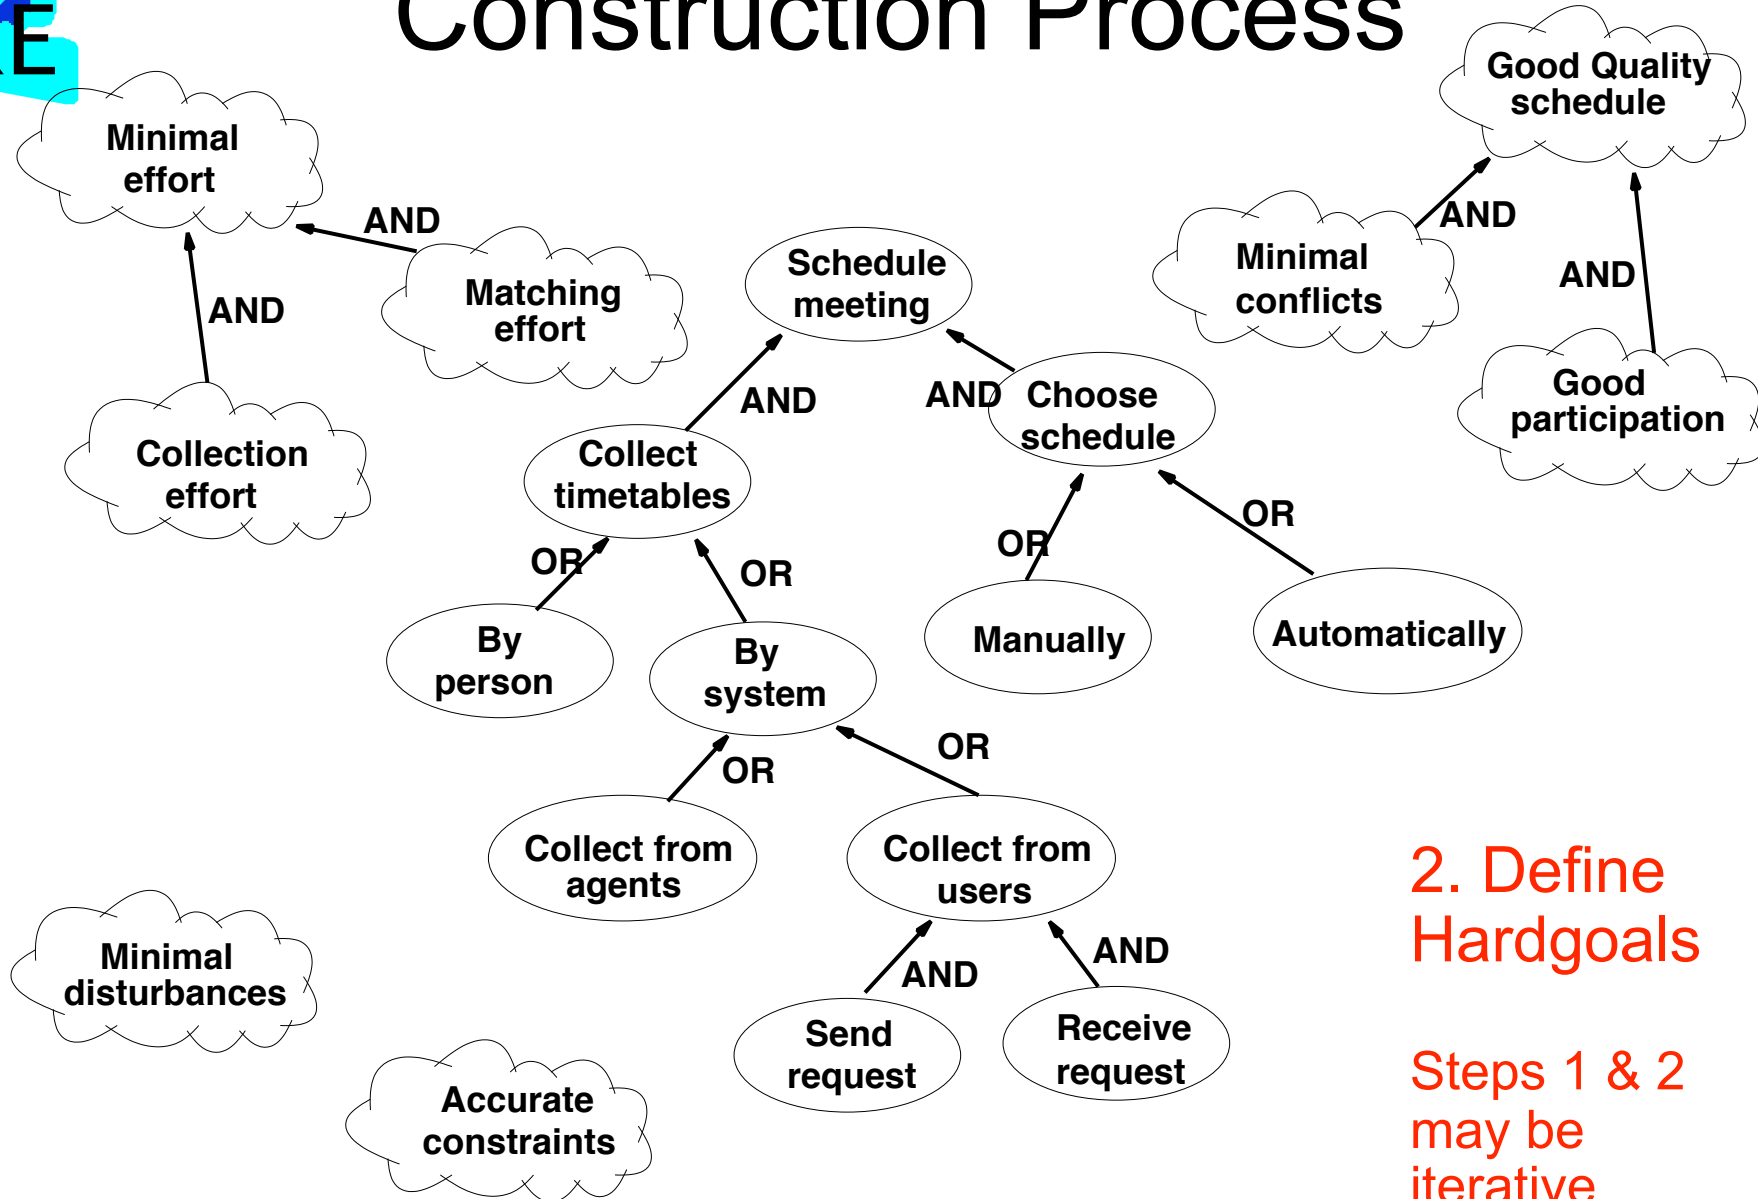 Construction Process
E
Good Quality
schedule
Minimal
effort
AND
AND
Minimal
conflicts
AND
Schedule
meeting
Matching
effort
AND
AND
Good
participation
AND
AND
Choose
schedule
Collection
effort
Collect
timetables
OR
OR
OR
OR
By
person
By
system
Manually
Automatically
OR
OR
Collect from
agents
Collect from
users
2. Define
Hardgoals
Minimal
disturbances
AND
AND
Send
request
Receive
request
Steps 1 & 2
may be
iterative
Accurate
constraints